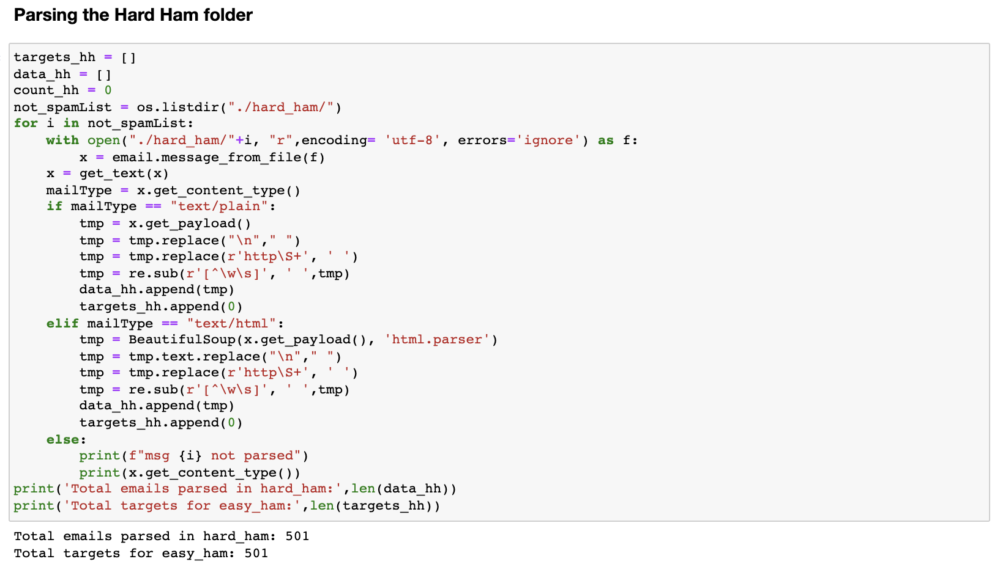 Parsing the Hard Ham folder
targets_hh = []
data_hh = []
count_hh = 0
not_spamList = os.listdir("./hard_ham/")
for i in not_spamList:
    with open("./hard_ham/"+i, "r",encoding= 'utf-8', errors='ignore') as f:
        x = email.message_from_file(f)
    x = get_text(x)
    mailType = x.get_content_type()
    if mailType == "text/plain":
        tmp = x.get_payload()
        tmp = tmp.replace("\n"," ")
        tmp = tmp.replace(r'http\S+', ' ')
        tmp = re.sub(r'[^\w\s]', ' ',tmp)
        data_hh.append(tmp)
        targets_hh.append(0)
    elif mailType == "text/html":
        tmp = BeautifulSoup(x.get_payload(), 'html.parser')
        tmp = tmp.text.replace("\n"," ")
        tmp = tmp.replace(r'http\S+', ' ')
        tmp = re.sub(r'[^\w\s]', ' ',tmp)
        data_hh.append(tmp)
        targets_hh.append(0)
    else:
        print(f"msg {i} not parsed")
        print(x.get_content_type())
print('Total emails parsed in hard_ham:',len(data_hh))
print('Total targets for easy_ham:',len(targets_hh))
Total emails parsed in hard_ham: 501
Total targets for easy_ham: 501